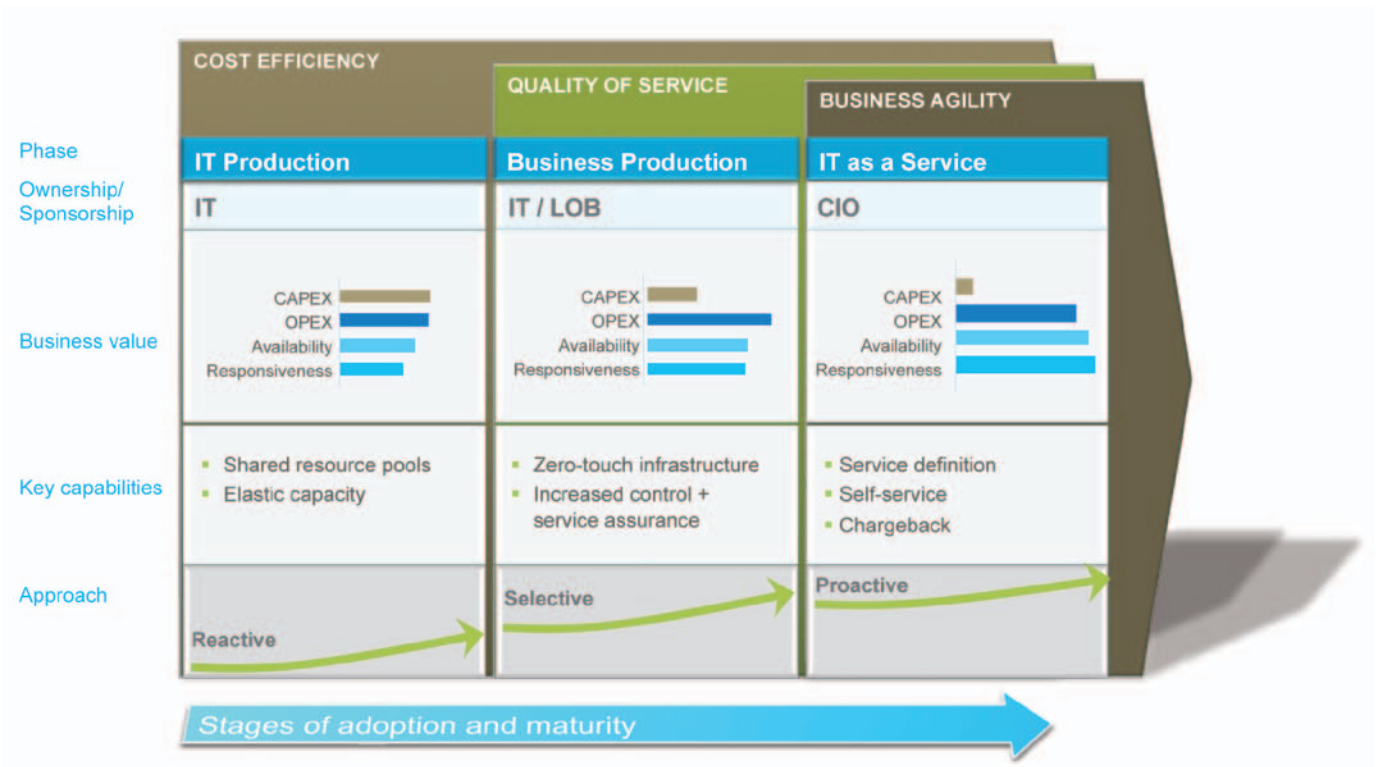 COST EFFICIENCY
QUALITY OF SERVICE
BUSINESS AGILITY
Phase
IT Production
Business Production
IT as a Service
Ownership/
Sponsorship
IT
IT / LOB
CIO
Business value
CAPEX
OPEX
Availability
Responsiveness
CAPEX
OPEX
Availability
Responsiveness
CAPEX
OPEX
Availability
Responsiveness
Key capabilities
▪ Shared resource pools
▪ Elastic capacity
▪ Zero-touch infrastructure
▪ Increased control +
service assurance
▪ Service definition
▪ Self-service
▪ Chargeback
Approach
Reactive
Selective
Proactive
Stages of adoption and maturity